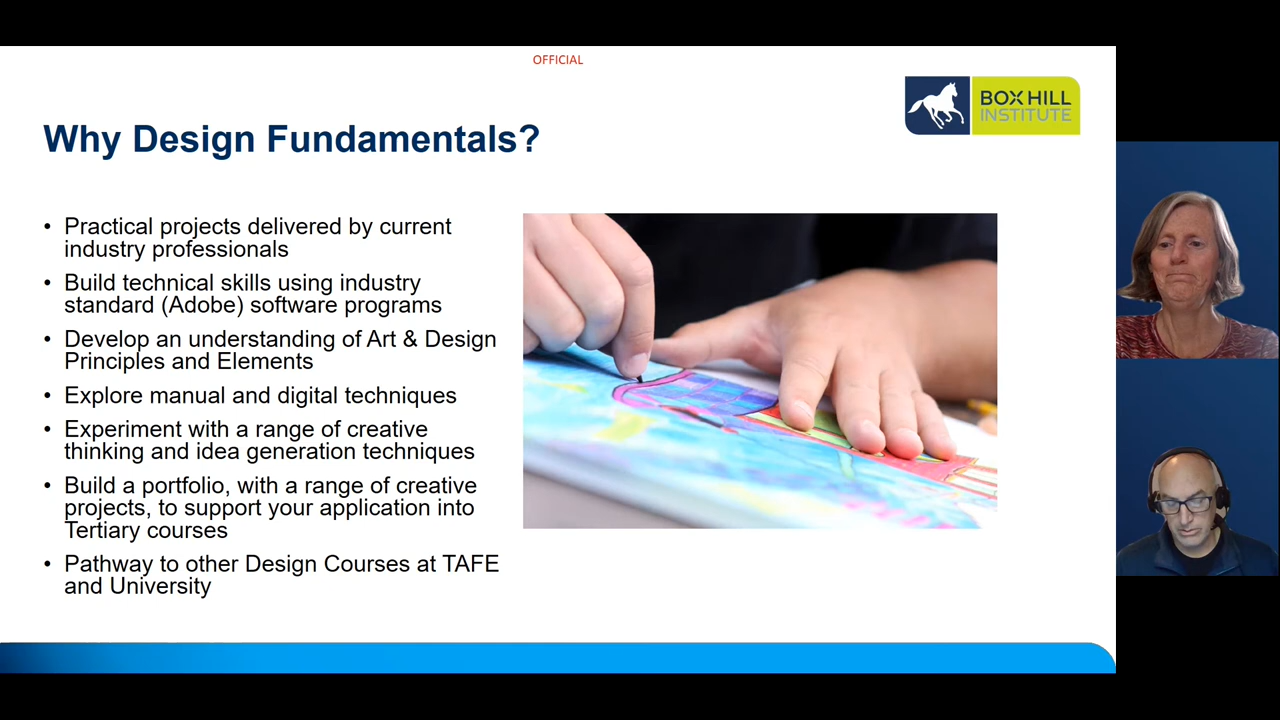 OFFICIAL
BOX HILL
INSTITUTE
Why Design Fundamentals?
• Practical projects delivered by current
industry professionals
• Build technical skills using industry
standard (Adobe) software programs
• Develop an understanding of Art & Design
Principles and Elements
• Explore manual and digital techniques
• Experiment with a range of creative
thinking and idea generation techniques
• Build a portfolio, with a range of creative
projects, to support your application into
Tertiary courses
• Pathway to other Design Courses at TAFE
and University